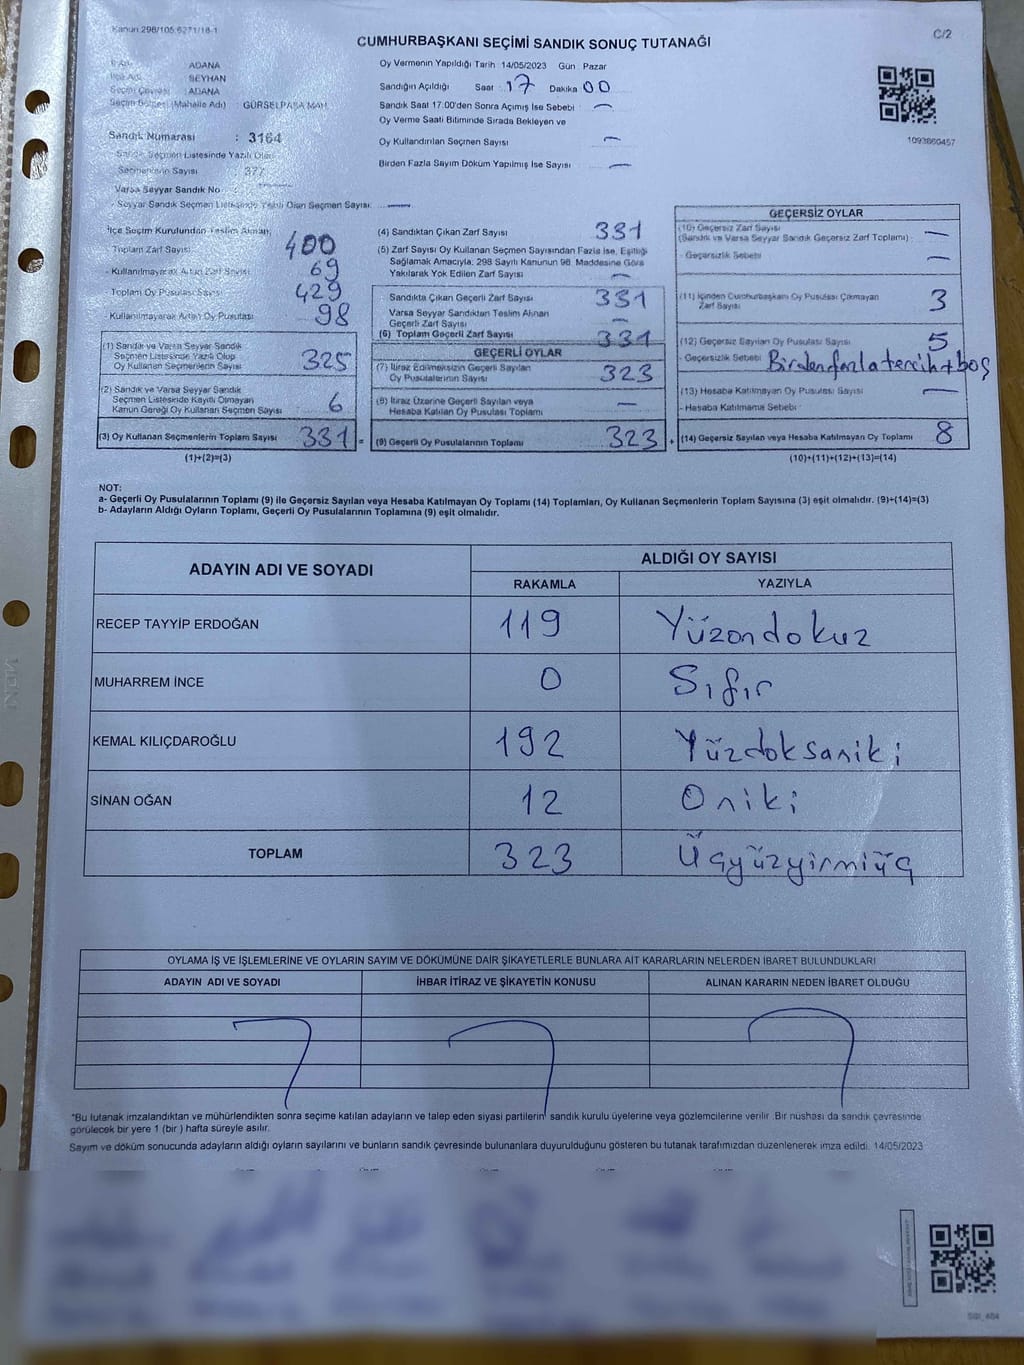 Kanun 298/105.6271/18-1
C/2
CUMHURBAŞKANI SEÇİMİ SANDIK SONUÇ TUTANAĞI
İl Adı : ADANA
İlçe Adı : SEYHAN
Seçim Çevresi : ADANA
Seçim Bölgesi (Mahalle Adı) : GÜRSELPAŞA MAH.
Sandık Numarası : 3164
Sandık Seçmen Listesinde Yazılı Olan
Seçmenlerin Sayısı : 377
Varsa Seyyar Sandık No :
- Seyyar Sandık Seçmen Listesinde Yazılı Olan Seçmen Sayısı: —
Oy Vermenin Yapıldığı Tarih 14/05/2023 Gün Pazar
Sandığın Açıldığı Saat 17 Dakika 00
Sandık Saat 17.00'den Sonra Açımış İse Sebebi —
Oy Verme Saati Bitiminde Sırada Bekleyen ve
Oy Kullandırılan Seçmen Sayısı —
Birden Fazla Sayım Döküm Yapılmış İse Sayısı —
1093860457
İlçe Seçim Kurulundan Teslim Alınan,
Toplam Zarf Sayısı 400
- Kullanılmayarak Artan Zarf Sayısı 69
- Toplam Oy Pusulası Sayısı 429
- Kullanılmayarak Artan Oy Pusulası 98
(1) Sandık ve Varsa Seyyar Sandık
Seçmen Listesinde Yazılı Olup
Oy Kullanan Seçmenlerin Sayısı 325
(2) Sandık ve Varsa Seyyar Sandık
Seçmen Listesinde Kayıtlı Olmayan
Kanun Gereği Oy Kullanan Seçmen Sayısı 6
(3) Oy Kullanan Seçmenlerin Toplam Sayısı 331 =
(1)+(2)=(3)
(4) Sandıktan Çıkan Zarf Sayısı 331
(5) Zarf Sayısı Oy Kullanan Seçmen Sayısından Fazla İse, Eşitliği
Sağlamak Amacıyla; 298 Sayılı Kanunun 98. Maddesine Göre
Yakılarak Yok Edilen Zarf Sayısı —
- Sandıkta Çıkan Geçerli Zarf Sayısı 331
Varsa Seyyar Sandıktan Teslim Alınan
Geçerli Zarf Sayısı —
(6) Toplam Geçerli Zarf Sayısı 331
GEÇERLİ OYLAR
(7) İtiraz Edilmeksizin Geçerli Sayılan
Oy Pusulalarının Sayısı 323
(8) İtiraz Üzerine Geçerli Sayılan veya
Hesaba Katılan Oy Pusulası Toplamı —
(9) Geçerli Oy Pusulalarının Toplamı 323 +
GEÇERSİZ OYLAR
(10) Geçersiz Zarf Sayısı
(Sandık ve Varsa Seyyar Sandık Geçersiz Zarf Toplamı) —
- Geçersizlik Sebebi —
(11) İçinden Cumhurbaşkanı Oy Pusulası Çıkmayan
Zarf Sayısı 3
(12) Geçersiz Sayılan Oy Pusulası Sayısı 5
- Geçersizlik Sebebi Birden fazla tercih + boş
(13) Hesaba Katılmayan Oy Pusulası Sayısı —
- Hesaba Katılmama Sebebi
(14) Geçersiz Sayılan veya Hesaba Katılmayan Oy Toplamı 8
(10)+(11)+(12)+(13)=(14)
NOT:
a- Geçerli Oy Pusulalarının Toplamı (9) ile Geçersiz Sayılan veya Hesaba Katılmayan Oy Toplamı (14) Toplamları, Oy Kullanan Seçmenlerin Toplam Sayısına (3) eşit olmalıdır. (9)+(14)=(3)
b- Adayların Aldığı Oyların Toplamı, Geçerli Oy Pusulalarının Toplamına (9) eşit olmalıdır.
ADAYIN ADI VE SOYADI
ALDIĞI OY SAYISI
RAKAMLA YAZIYLA
RECEP TAYYİP ERDOĞAN 119 Yüzondokuz
MUHARREM İNCE 0 Sıfır
KEMAL KILIÇDAROĞLU 192 Yüzdoksaniki
SİNAN OĞAN 12 Oniki
TOPLAM 323 Üçyüzyirmiüç
OYLAMA İŞ VE İŞLEMLERİNE VE OYLARIN SAYIM VE DÖKÜMÜNE DAİR ŞİKAYETLERLE BUNLARA AİT KARARLARIN NELERDEN İBARET BULUNDUKLARI
ADAYIN ADI VE SOYADI İHBAR İTİRAZ VE ŞİKAYETİN KONUSU ALINAN KARARIN NEDEN İBARET OLDUĞU
*Bu tutanak imzalandıktan ve mühürlendikten sonra seçime katılan adayların ve talep eden siyasi partilerin sandık kurulu üyelerine veya gözlemcilerine verilir. Bir nüshası da sandık çevresinde
görülecek bir yere 1 (bir ) hafta süreyle asılır.
Sayım ve döküm sonucunda adayların aldığı oyların sayılarını ve bunların sandık çevresinde bulunanlara duyurulduğunu gösteren bu tutanak tarafımızdan düzenlenerek imza edildi. 14/05/2023